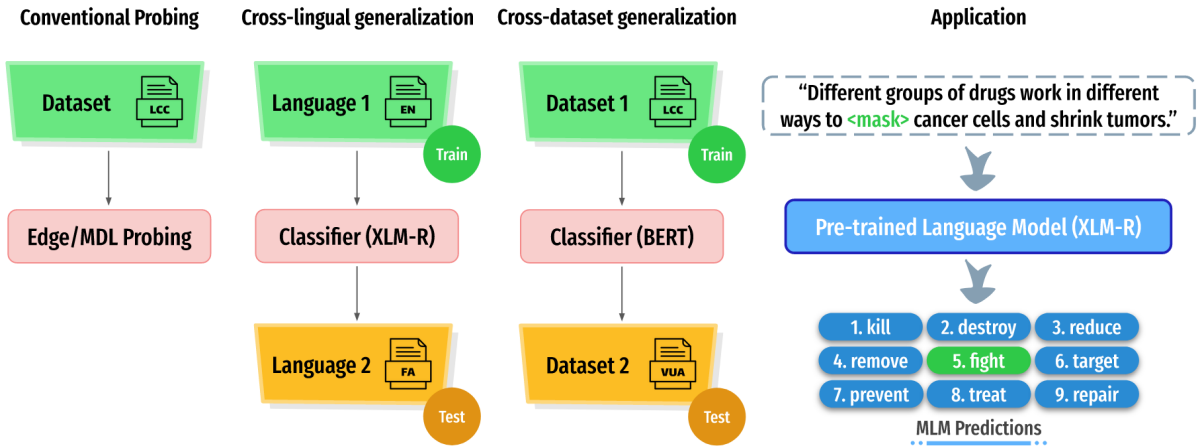 Conventional Probing
Dataset
LCC
Edge/MDL Probing
Cross-lingual generalization
Language 1
EN
Train
Classifier (XLM-R)
Language 2
FA
Test
Cross-dataset generalization
Dataset 1
LCC
Train
Classifier (BERT)
Dataset 2
VUA
Test
Application
“Different groups of drugs work in different
ways to <mask> cancer cells and shrink tumors.”
Pre-trained Language Model (XLM-R)
1. kill
2. destroy
3. reduce
4. remove
5. fight
6. target
7. prevent
8. treat
9. repair
MLM Predictions